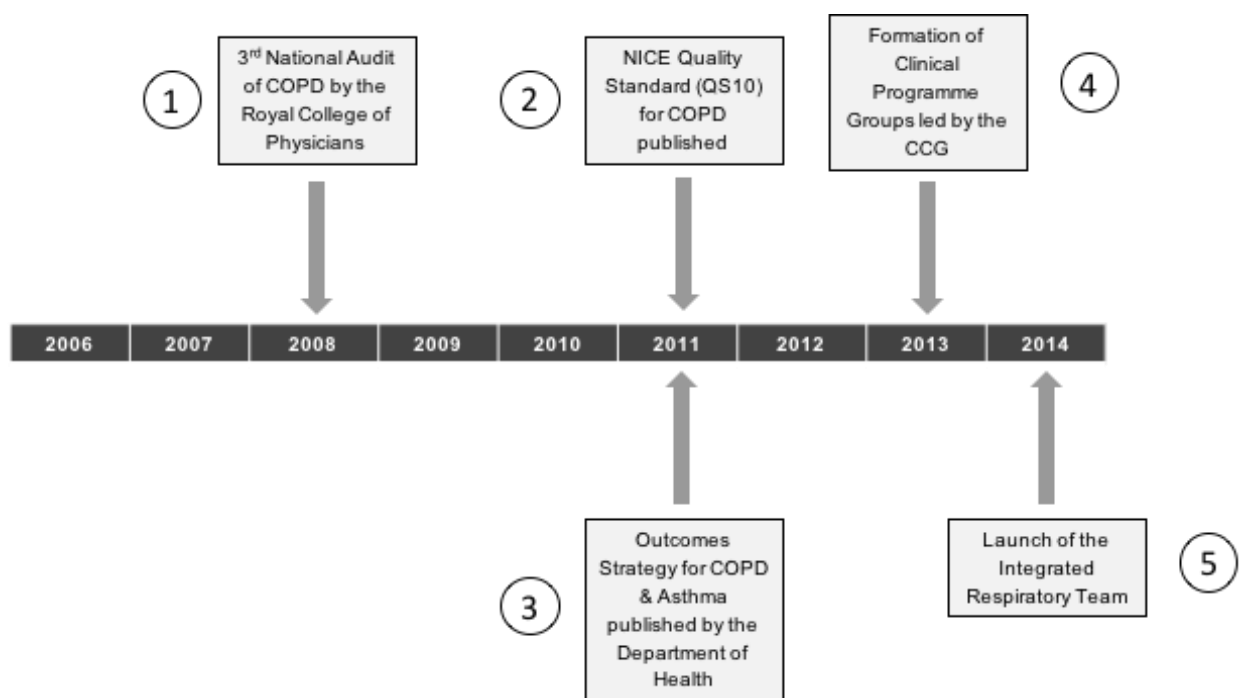 1
3rd National Audit
of COPD by the
Royal College of
Physicians
2
NICE Quality
Standard (QS10)
for COPD
published
Formation of
Clinical
Programme
Groups led by the
CCG
4
2006 2007 2008 2009 2010 2011 2012 2013 2014
3
Outcomes
Strategy for COPD
& Asthma
published by the
Department of
Health
Launch of the
Integrated
Respiratory Team
5